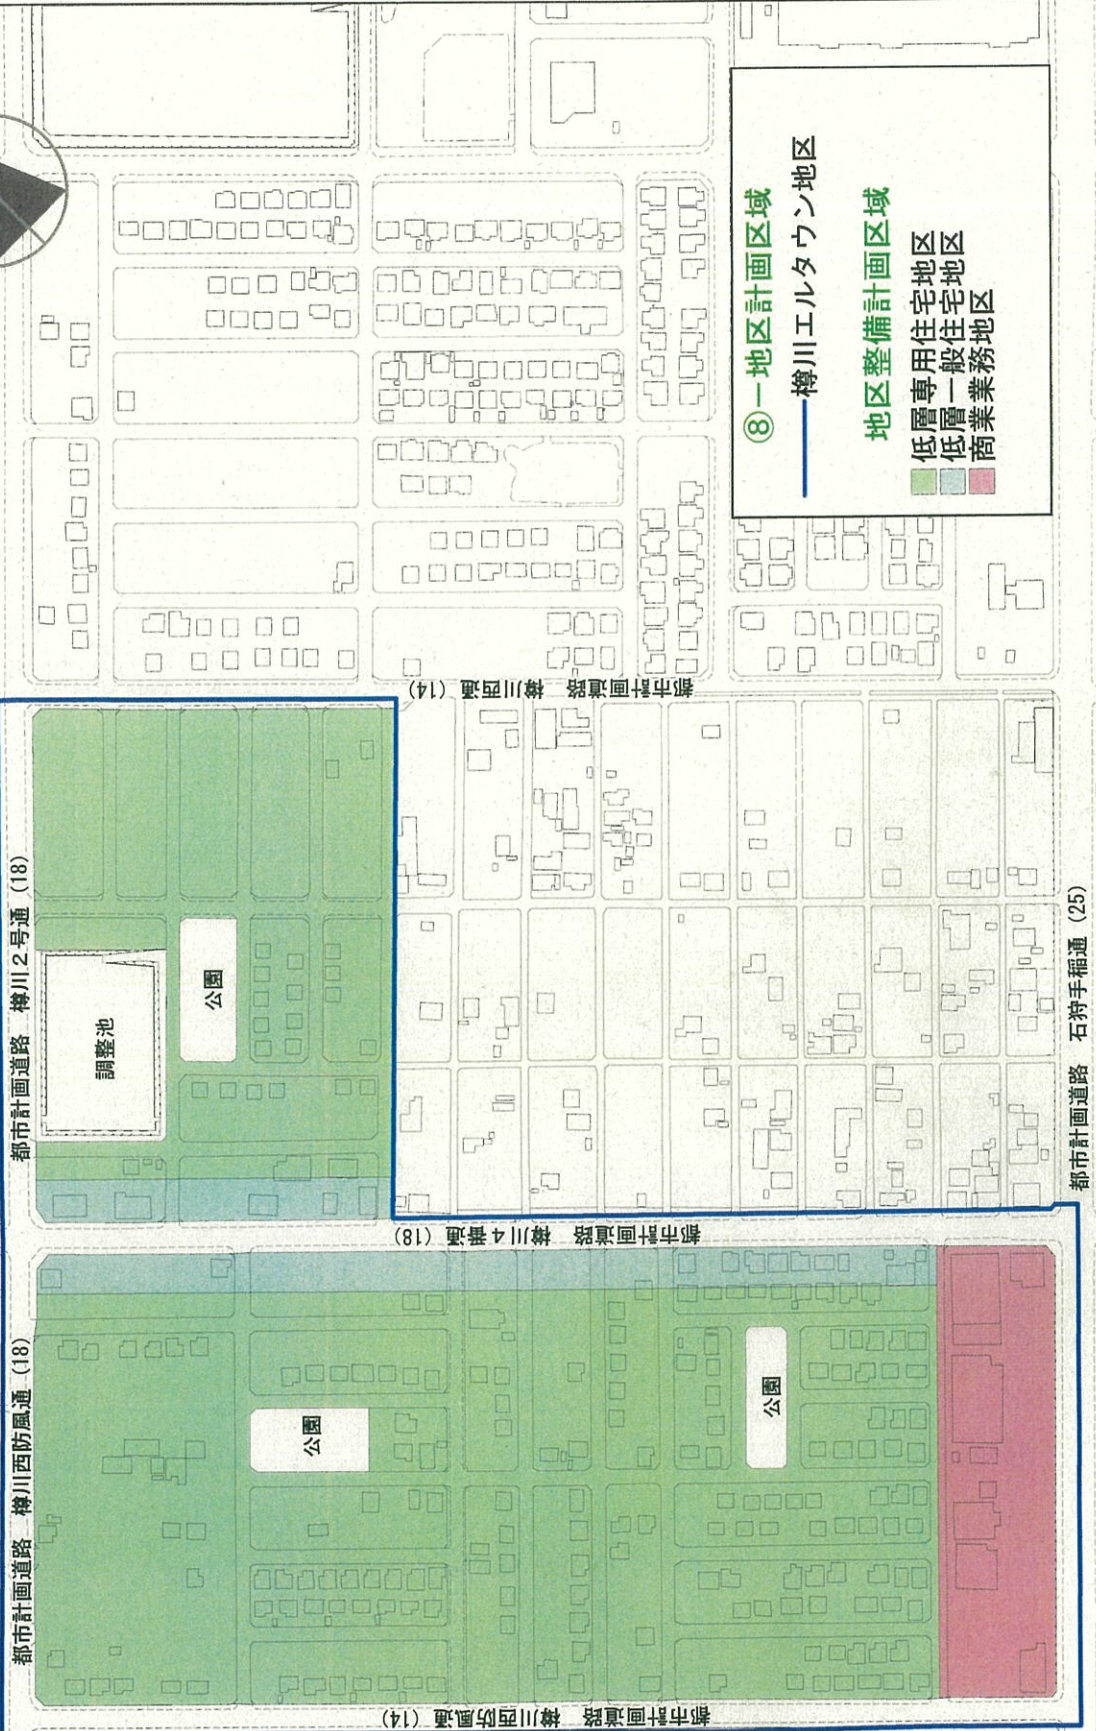 ⑧－地区計画区域
樽川エルタウン地区
地区整備計画区域
低層専用住宅地区
低層一般住宅地区
商業業務地区
都市計画道路　樽川西防風通（18）
都市計画道路　樽川２号通（18）
調整池
公園
公園
公園
都市計画道路　樽川西通（14）
都市計画道路　樽川４番通（18）
都市計画道路　樽川西防風通（14）
都市計画道路　石狩手稲通（25）